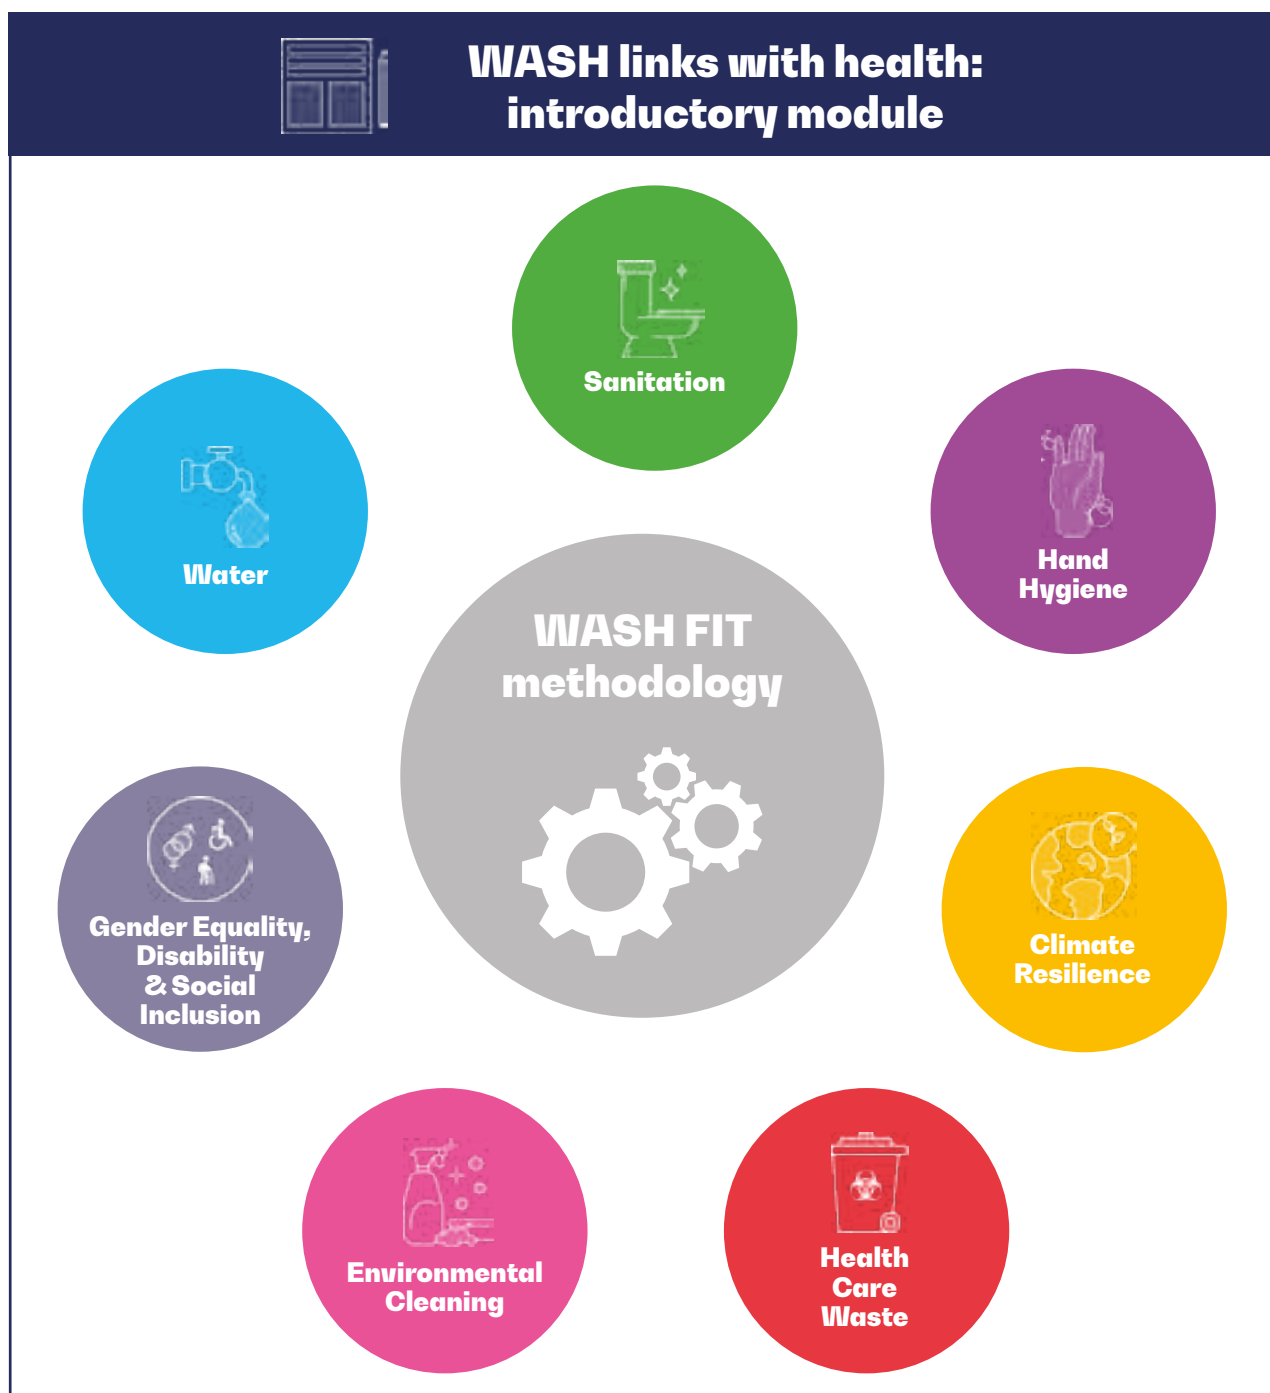 WASH links with health:
introductory module
Sanitation
Water
Hand
Hygiene
WASH FIT
methodology
Gender Equality,
Disability
& Social
Inclusion
Climate
Resilience
Environmental
Cleaning
Health
Care
Waste